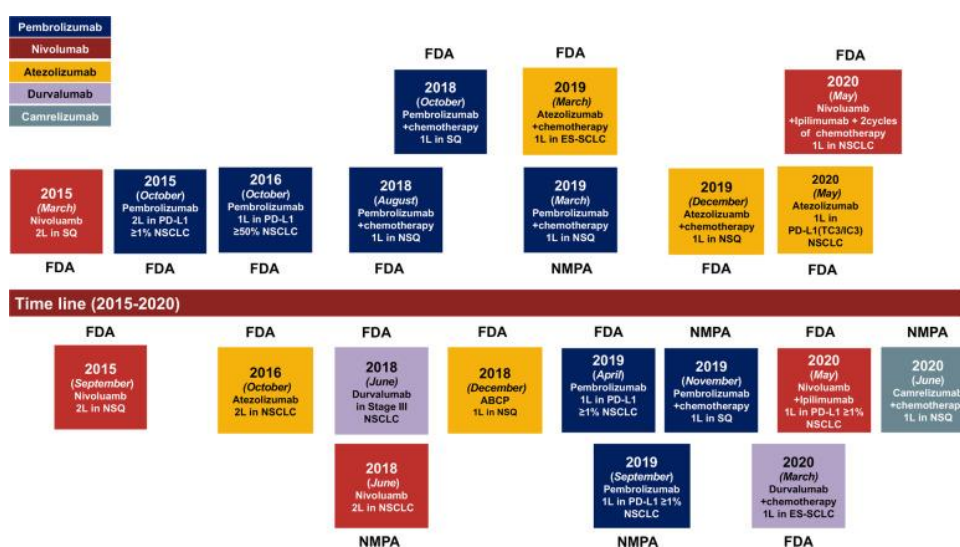 Pembrolizumab
Nivolumab
Atezolizumab
Durvalumab
Camrelizumab
FDA
2018
(October)
Pembrolizumab
+chemotherapy
1L in SQ
FDA
2019
(March)
Atezolizumab
+chemotherapy
1L in ES-SCLC
FDA
2020
(May)
Nivoluamb
+Ipilimumab + 2cycles
of chemotherapy
1L in NSCLC
2015
(March)
Nivoluamb
2L in SQ
FDA
2015
(October)
Pembrolizumab
2L in PD-L1
≥1% NSCLC
FDA
2016
(October)
Pembrolizumab
1L in PD-L1
≥50% NSCLC
FDA
2018
(August)
Pembrolizumab
+chemotherapy
1L in NSQ
FDA
2019
(March)
Pembrolizumab
+chemotherapy
1L in NSQ
NMPA
2019
(December)
Atezolizuamb
+chemotherapy
1L in NSQ
FDA
2020
(May)
Atezolizumab
1L in
PD-L1(TC3/IC3)
NSCLC
FDA
Time line (2015-2020)
FDA
2015
(September)
Nivoluamb
2L in NSQ
FDA
2016
(October)
Atezolizumab
2L in NSCLC
FDA
2018
(June)
Durvalumab
in Stage III
NSCLC
FDA
2018
(December)
ABCP
1L in NSQ
FDA
2019
(April)
Pembrolizumab
1L in PD-L1
≥1% NSCLC
NMPA
2019
(November)
Pembrolizumab
+chemotherapy
1L in SQ
FDA
2020
(May)
Nivoluamb
+Ipilimumab
1L in PD-L1 ≥1%
NSCLC
NMPA
2020
(June)
Camrelizumab
+chemotherapy
1L in NSQ
2018
(June)
Nivoluamb
2L in NSCLC
NMPA
2019
(September)
Pembrolizumab
1L in PD-L1 ≥1%
NSCLC
NMPA
2020
(March)
Durvalumab
+chemotherapy
1L in ES-SCLC
FDA